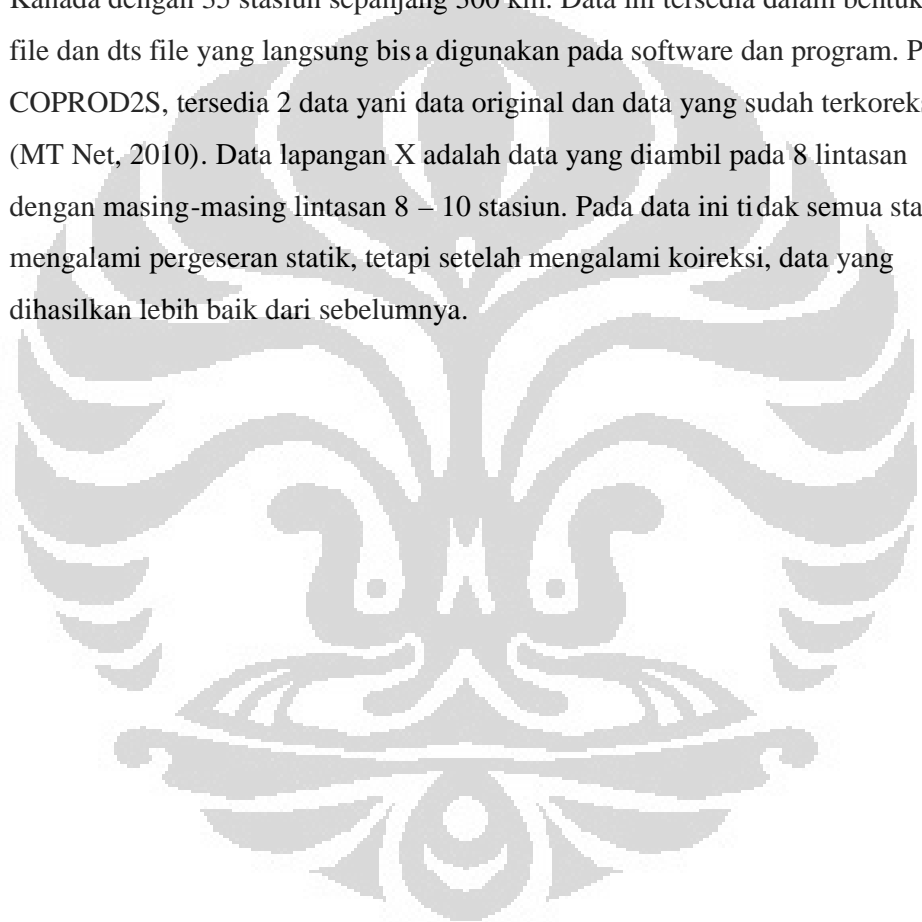 Kanada dengan 35 stasiun sepanjang 300 km. Data ini tersedia dalam bentuk
file dan dts file yang langsung bisa digunakan pada software dan program. P
COPROD2S, tersedia 2 data yani data original dan data yang sudah terkoreks
(MT Net, 2010). Data lapangan X adalah data yang diambil pada 8 lintasan
dengan masing-masing lintasan 8 – 10 stasiun. Pada data ini tidak semua sta
mengalami pergeseran statik, tetapi setelah mengalami koireksi, data yang
dihasilkan lebih baik dari sebelumnya.